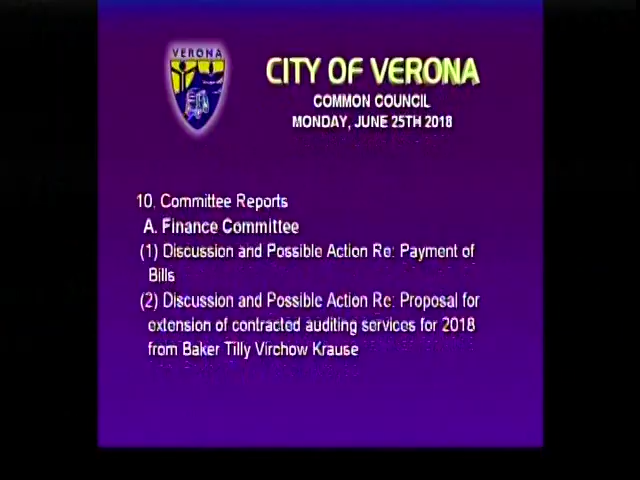 VERONA
CITY OF VERONA
COMMON COUNCIL
MONDAY, JUNE 25TH 2018
10. Committee Reports
A. Finance Committee
(1) Discussion and Possible Action Re: Payment of
Bills
(2) Discussion and Possible Action Re: Proposal for
extension of contracted auditing services for 2018
from Baker Tilly Virchow Krause